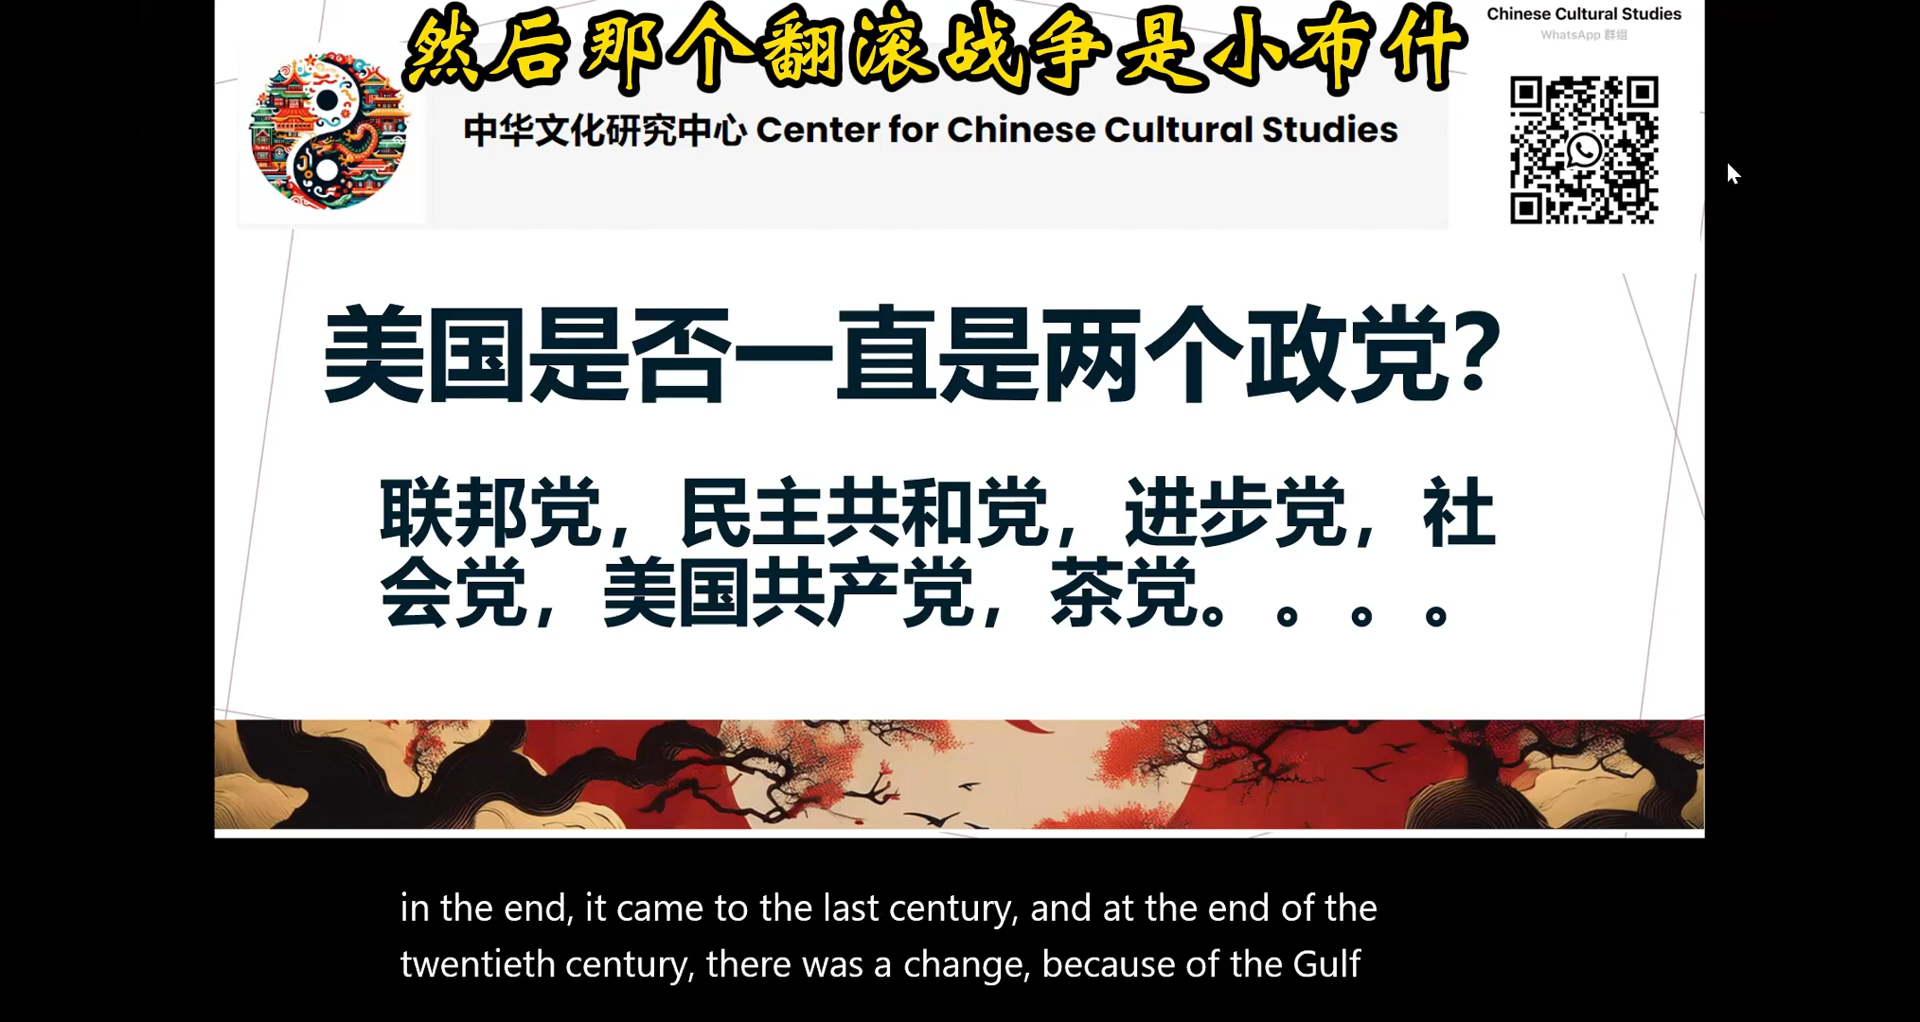 然后那个翻滚战争是小布什
Chinese Cultural Studies
WhatsApp 群组
中华文化研究中心 Center for Chinese Cultural Studies
美国是否一直是两个政党？
联邦党，民主共和党，进步党，社
会党，美国共产党，茶党。。。。
in the end, it came to the last century, and at the end of the
twentieth century, there was a change, because of the Gulf